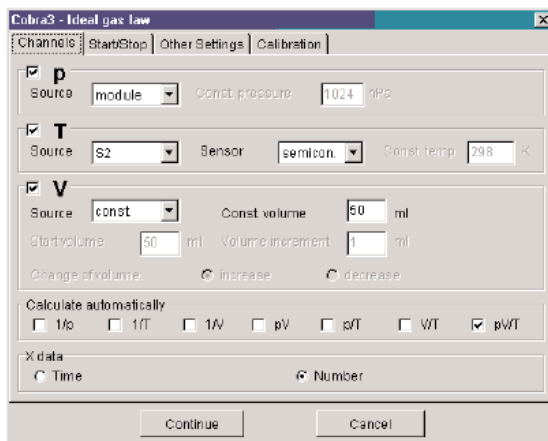 Cobra3 - Ideal gas law
Channels Start/Stop Other Settings Calibration
p
Source module Const. pressure 1024 hPa
T
Source S2 Sensor semicon. Const. temp 298 K
V
Source const. Const volume 50 ml
Start volume 50 ml Volume increment 1 ml
Change of volume: increase decrease
Calculate automatically
1/p 1/T 1/V pV p/T V/T pV/T
X data
Time Number
Continue Cancel